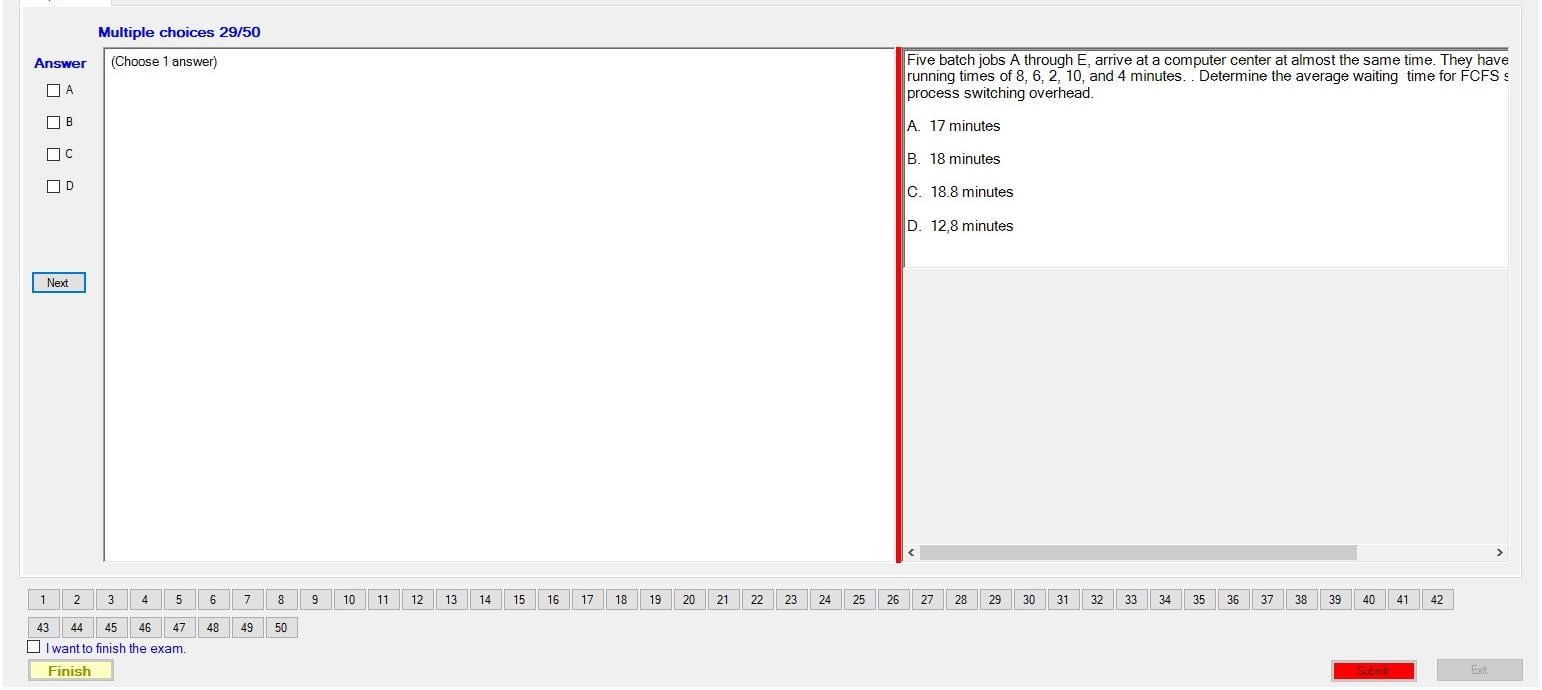 Multiple choices 29/50
Answer
(Choose 1 answer)
A
B
C
D
Next
Five batch jobs A through E, arrive at a computer center at almost the same time. They have
running times of 8, 6, 2, 10, and 4 minutes. . Determine the average waiting time for FCFS
process switching overhead.
A. 17 minutes
B. 18 minutes
C. 18.8 minutes
D. 12,8 minutes
1 2 3 4 5 6 7 8 9 10 11 12 13 14 15 16 17 18 19 20 21 22 23 24 25 26 27 28 29 30 31 32 33 34 35 36 37 38 39 40 41 42
43 44 45 46 47 48 49 50
I want to finish the exam.
Finish
Submit
Exit